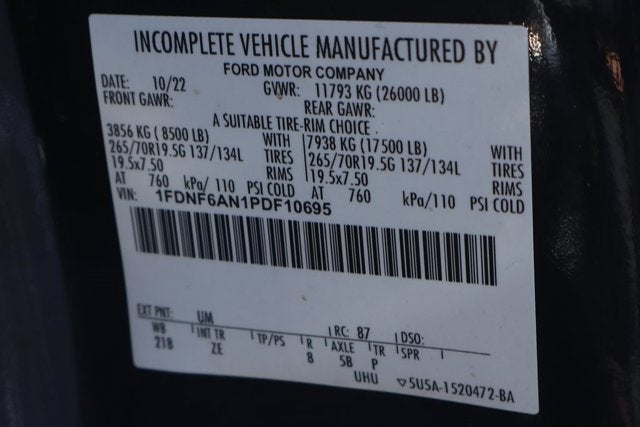 INCOMPLETE VEHICLE MANUFACTURED BY
FORD MOTOR COMPANY
DATE: 10/22 GVWR: 11793 KG (26000 LB)
FRONT GAWR: REAR GAWR:
A SUITABLE TIRE-RIM CHOICE
3856 KG ( 8500 LB) WITH 7938 KG (17500 LB) WITH
265/70R19.5G 137/134L TIRES 265/70R19.5G 137/134L TIRES
19.5x7.50 RIMS 19.5x7.50 RIMS
AT 760 kPa/ 110 PSI COLD AT 760 kPa/110 PSI COLD
VIN: 1FDNF6AN1PDF10695
EXT PNT: UM RC: 87 DSO:
WB INT TR TP/PS R AXLE TR SPR
218 ZE 8 5B P
UHU ▽5U5A-1520472-BA